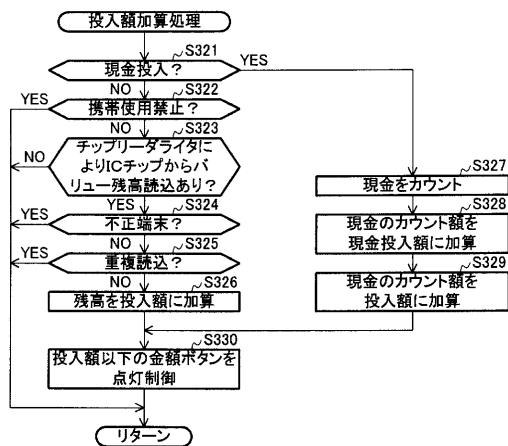 投入額加算処理
S321
現金投入？
YES
NO
S322
YES
携帯使用禁止？
NO
S323
チップリーダライタに
よりICチップからバ
リュー残高読込あり？
NO
YES
S324
YES
不正端末？
NO
S325
YES
重複読込？
NO
S326
残高を投入額に加算
S327
現金をカウント
S328
現金のカウント額を
現金投入額に加算
S329
現金のカウント額を
投入額に加算
S330
投入額以下の金額ボタンを
点灯制御
リターン